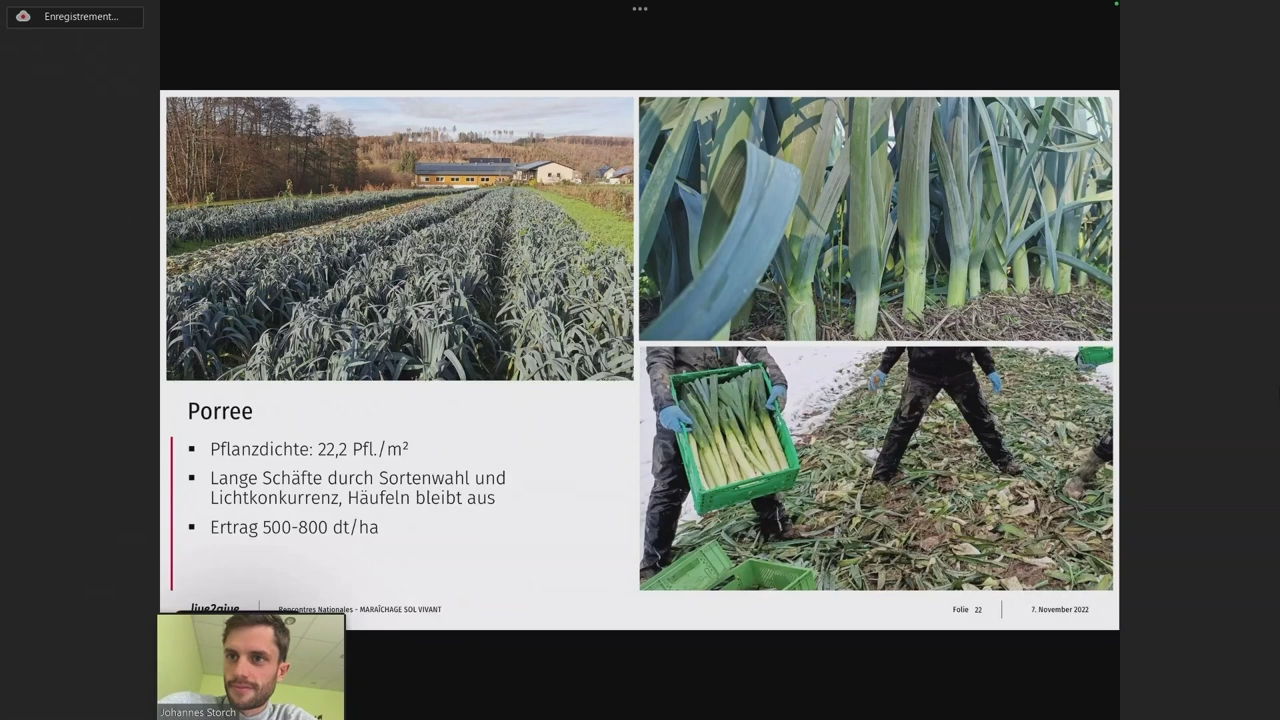 Enregistrement...
Porree
▪ Pflanzdichte: 22,2 Pfl./m²
▪ Lange Schäfte durch Sortenwahl und
Lichtkonkurrenz, Häufeln bleibt aus
▪ Ertrag 500-800 dt/ha
live2give
Rencontres Nationales - MARAÎCHAGE SOL VIVANT
Folie 22
7. November 2022
Johannes Storch